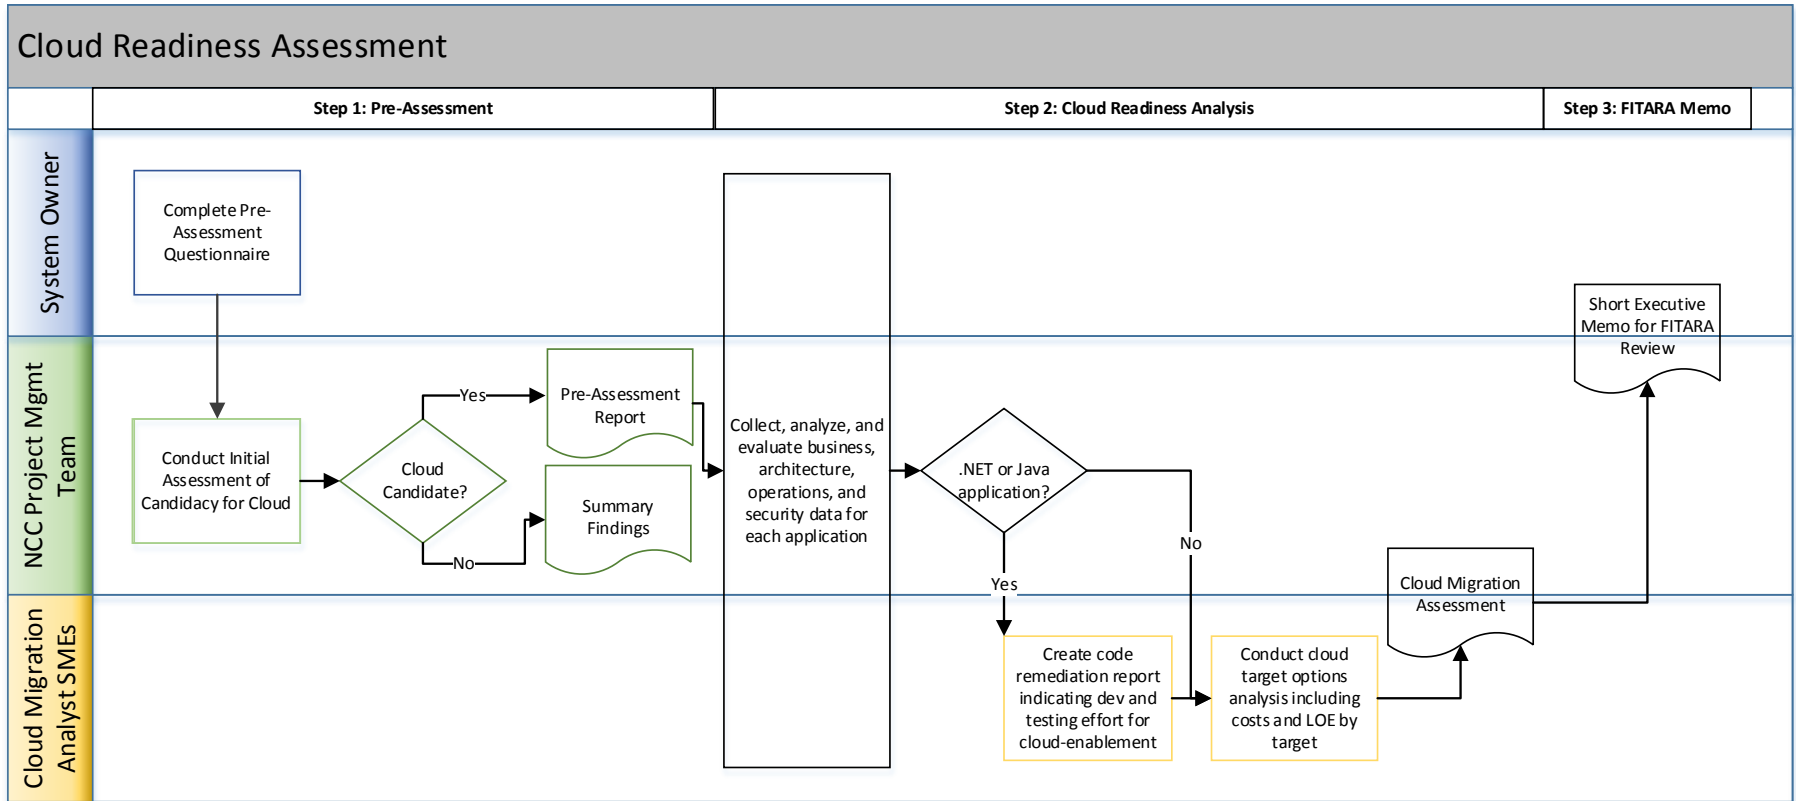 Cloud Readiness Assessment
Step 1: Pre-Assessment
Step 2: Cloud Readiness Analysis
Step 3: FITARA Memo
System Owner
Complete Pre-
Assessment
Questionnaire
Short Executive
Memo for FITARA
Review
NCC Project Mgmt
Team
Conduct Initial
Assessment of
Candidacy for Cloud
Cloud
Candidate?
Yes
No
Pre-Assessment
Report
Summary
Findings
Collect, analyze, and
evaluate business,
architecture,
operations, and
security data for
each application
.NET or Java
application?
Yes
No
Cloud Migration
Assessment
Cloud Migration
Analyst SMEs
Create code
remediation report
indicating dev and
testing effort for
cloud-enablement
Conduct cloud
target options
analysis including
costs and LOE by
target